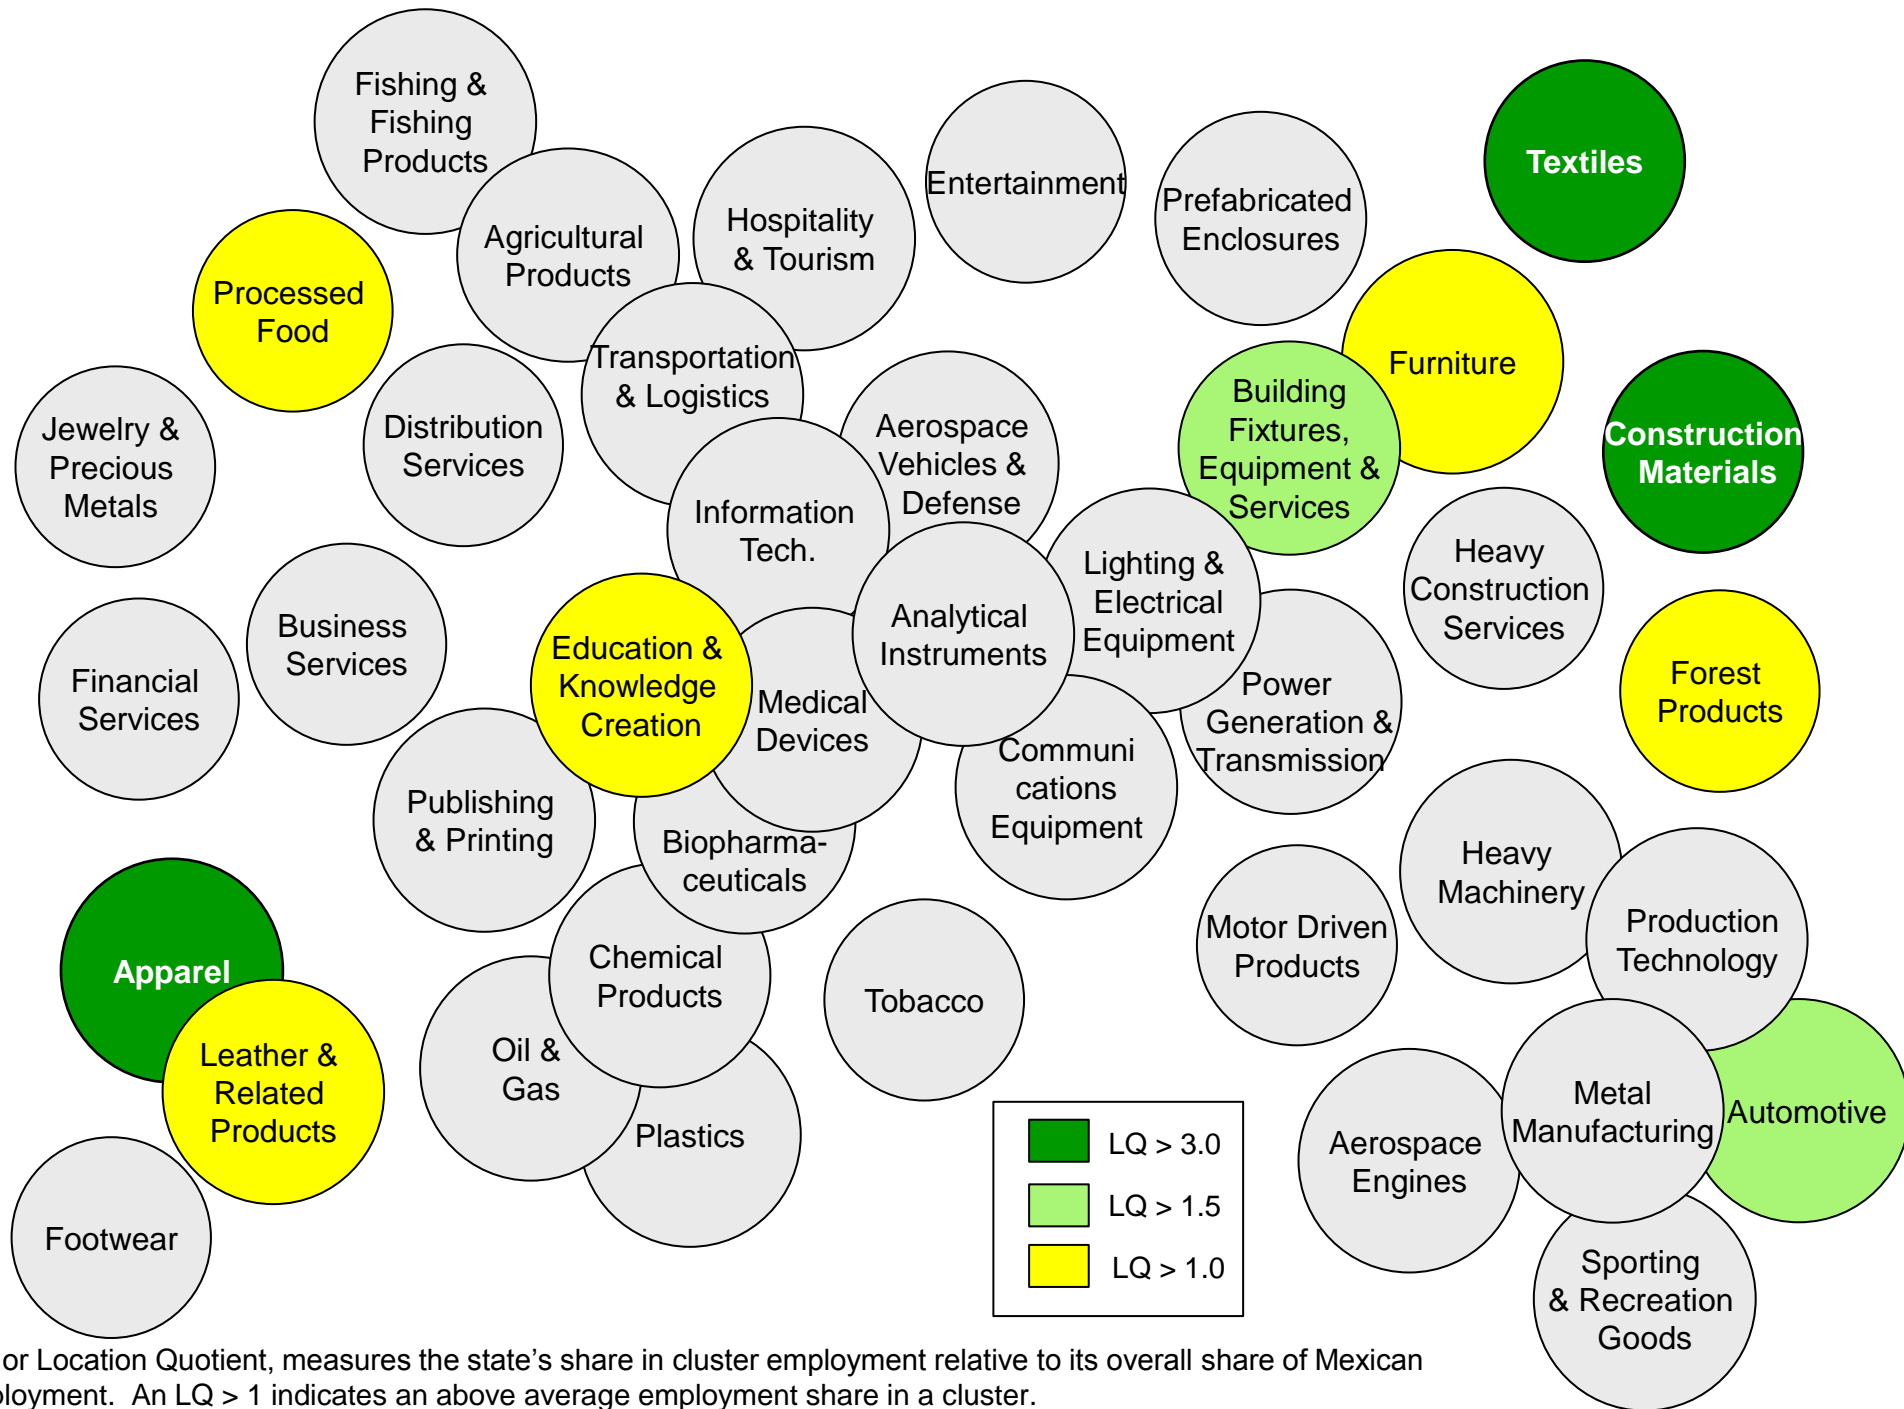 Fishing &
Fishing
Products
Textiles
Entertainment
Prefabricated
Enclosures
Hospitality
& Tourism
Agricultural
Products
Processed
Food
Transportation
& Logistics
Furniture
Building
Fixtures,
Equipment &
Services
Construction
Materials
Jewelry &
Precious
Metals
Distribution
Services
Aerospace
Vehicles &
Defense
Information
Tech.
Lighting &
Electrical
Equipment
Heavy
Construction
Services
Analytical
Instruments
Business
Services
Education &
Knowledge
Creation
Financial
Services
Medical
Devices
Power
Generation &
Transmission
Forest
Products
Communi
cations
Equipment
Publishing
& Printing
Biopharma-
ceuticals
Heavy
Machinery
Production
Technology
Motor Driven
Products
Apparel
Chemical
Products
Tobacco
Leather &
Related
Products
Oil &
Gas
Plastics
Metal
Manufacturing
Automotive
Aerospace
Engines
Footwear
Sporting
& Recreation
Goods
LQ > 3.0
LQ > 1.5
LQ > 1.0
or Location Quotient, measures the state’s share in cluster employment relative to its overall share of Mexican
ployment. An LQ > 1 indicates an above average employment share in a cluster.